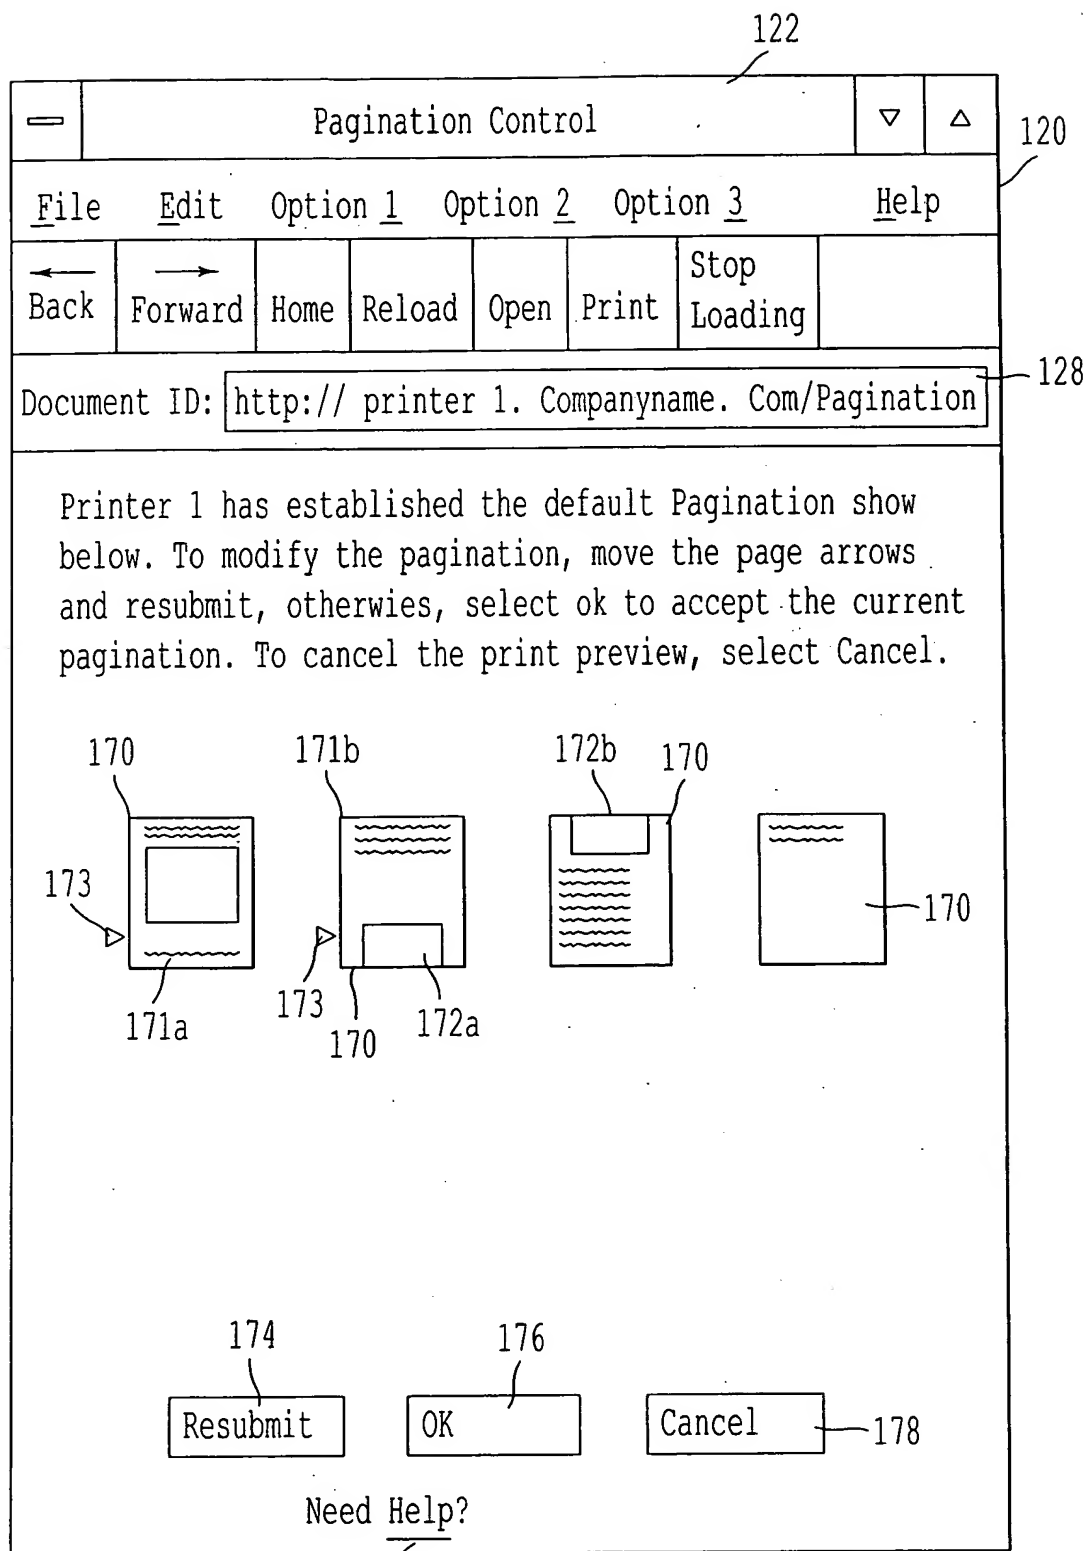 122
Pagination Control
120
File Edit Option 1 Option 2 Option 3 Help
Back Forward Home Reload Open Print Stop Loading
128
Document ID: http:// printer 1. Companyname. Com/Pagination
Printer 1 has established the default Pagination show
below. To modify the pagination, move the page arrows
and resubmit, otherwies, select ok to accept the current
pagination. To cancel the print preview, select Cancel.
170 171b 172b 170
173
170
171a 173 170 172a
174 176
Resubmit OK Cancel 178
Need Help?